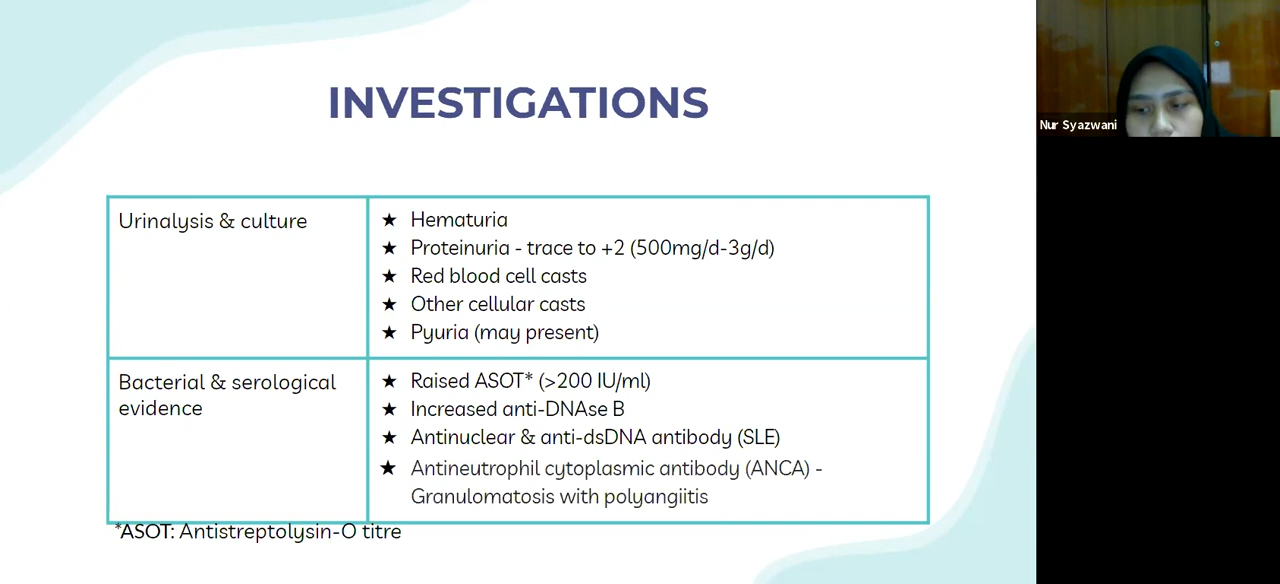 INVESTIGATIONS
Nur Syazwani
Urinalysis & culture
★ Hematuria
★ Proteinuria - trace to +2 (500mg/d-3g/d)
★ Red blood cell casts
★ Other cellular casts
★ Pyuria (may present)
Bacterial & serological
evidence
★ Raised ASOT* (>200 IU/ml)
★ Increased anti-DNAse B
★ Antinuclear & anti-dsDNA antibody (SLE)
★ Antineutrophil cytoplasmic antibody (ANCA) -
Granulomatosis with polyangiitis
*ASOT: Antistreptolysin-O titre